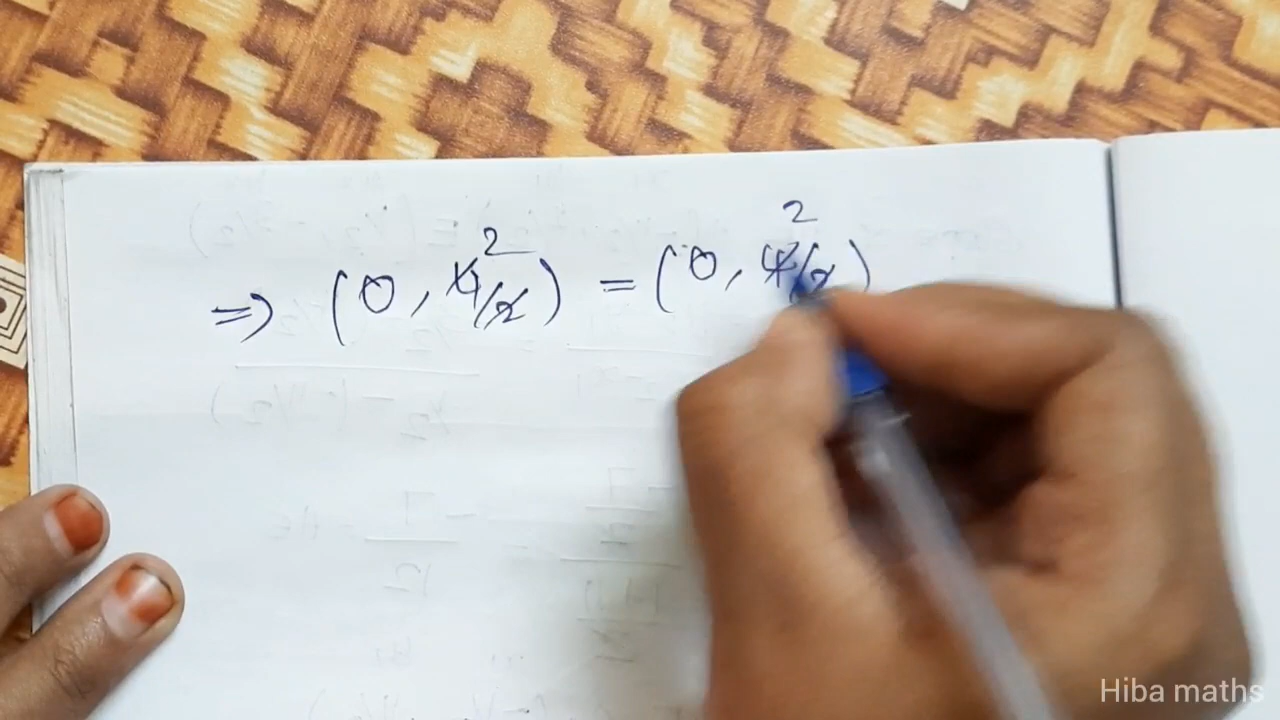 2 2
⇒ (0, 4/2) = (0, 4/2)
Hiba maths